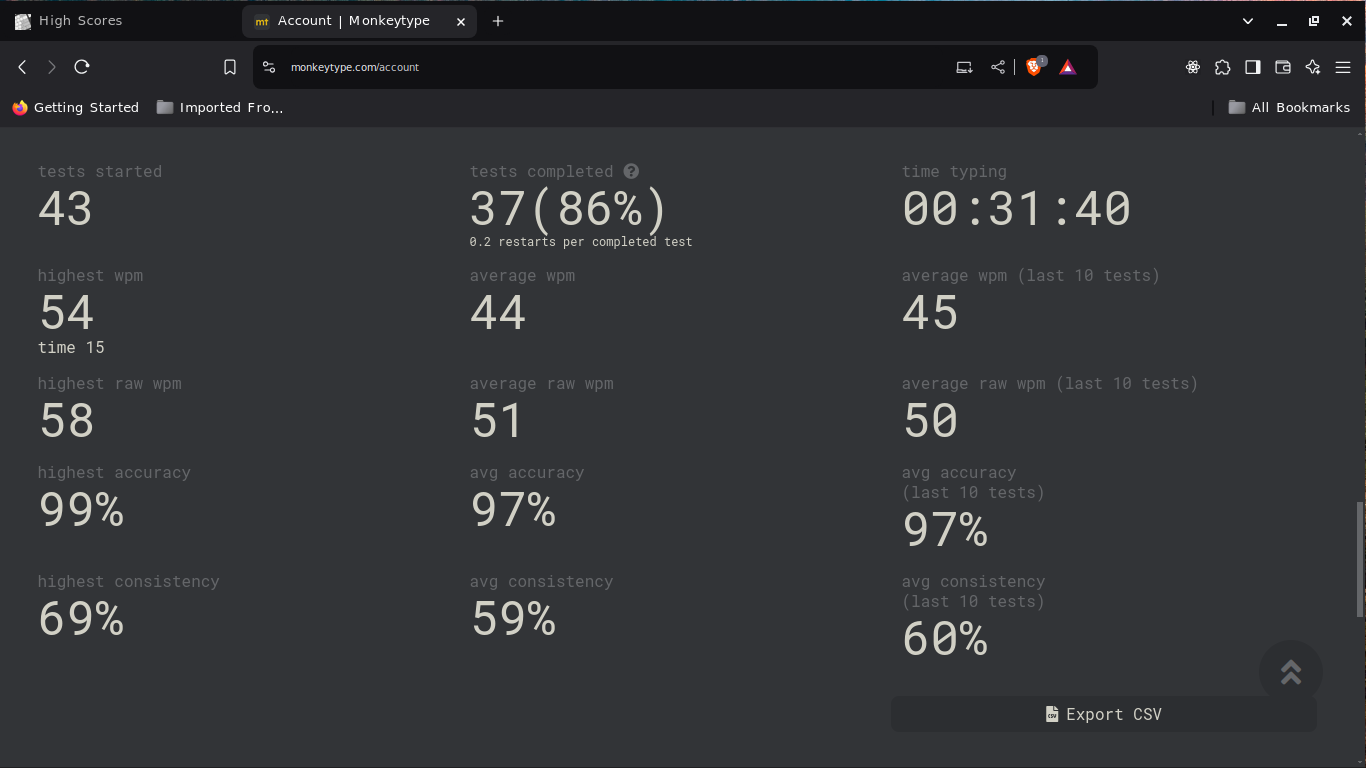 High Scores
mt Account | Monkeytype
monkeytype.com/account
1
Getting Started
Imported Fro...
All Bookmarks
tests started
43
tests completed ?
37(86%)
0.2 restarts per completed test
time typing
00:31:40
highest wpm
54
time 15
average wpm
44
average wpm (last 10 tests)
45
highest raw wpm
58
average raw wpm
51
average raw wpm (last 10 tests)
50
highest accuracy
99%
avg accuracy
97%
avg accuracy
(last 10 tests)
97%
highest consistency
69%
avg consistency
59%
avg consistency
(last 10 tests)
60%
Export CSV